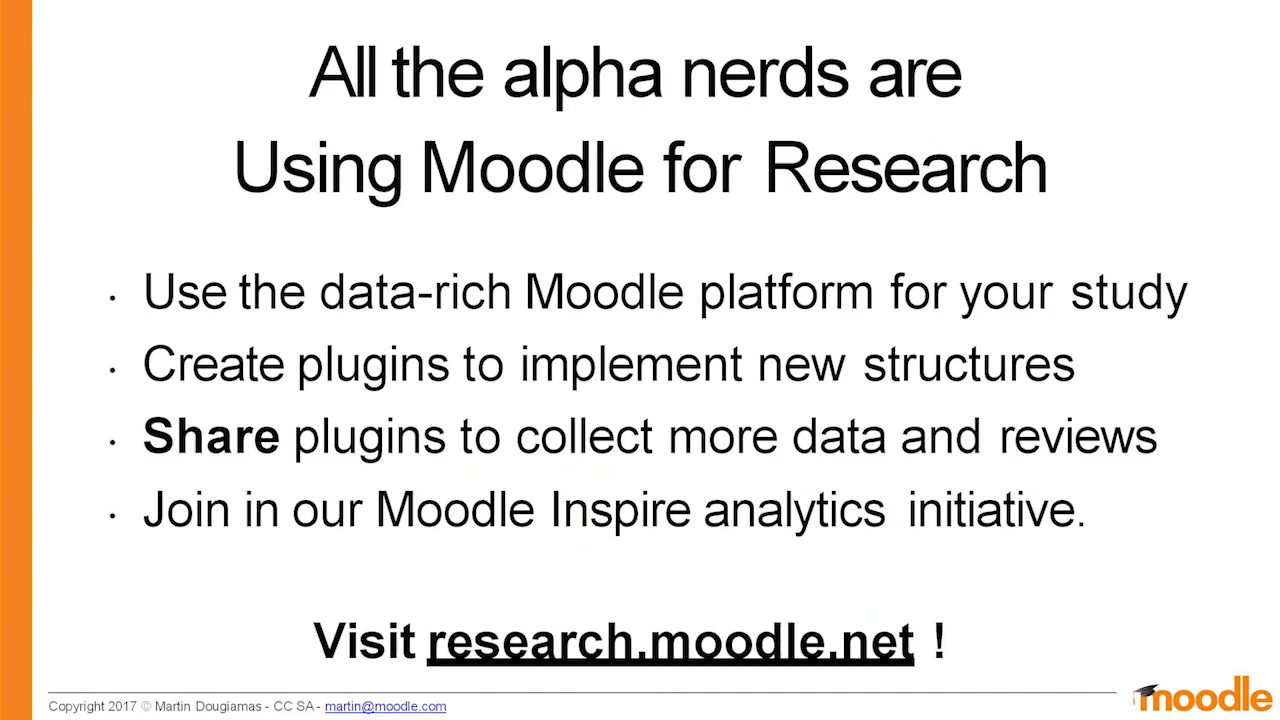 All the alpha nerds are
Using Moodle for Research
· Use the data-rich Moodle platform for your study
· Create plugins to implement new structures
· Share plugins to collect more data and reviews
· Join in our Moodle Inspire analytics initiative.
Visit research.moodle.net !
Copyright 2017 © Martin Dougiamas - CC SA - martin@moodle.com
moodle